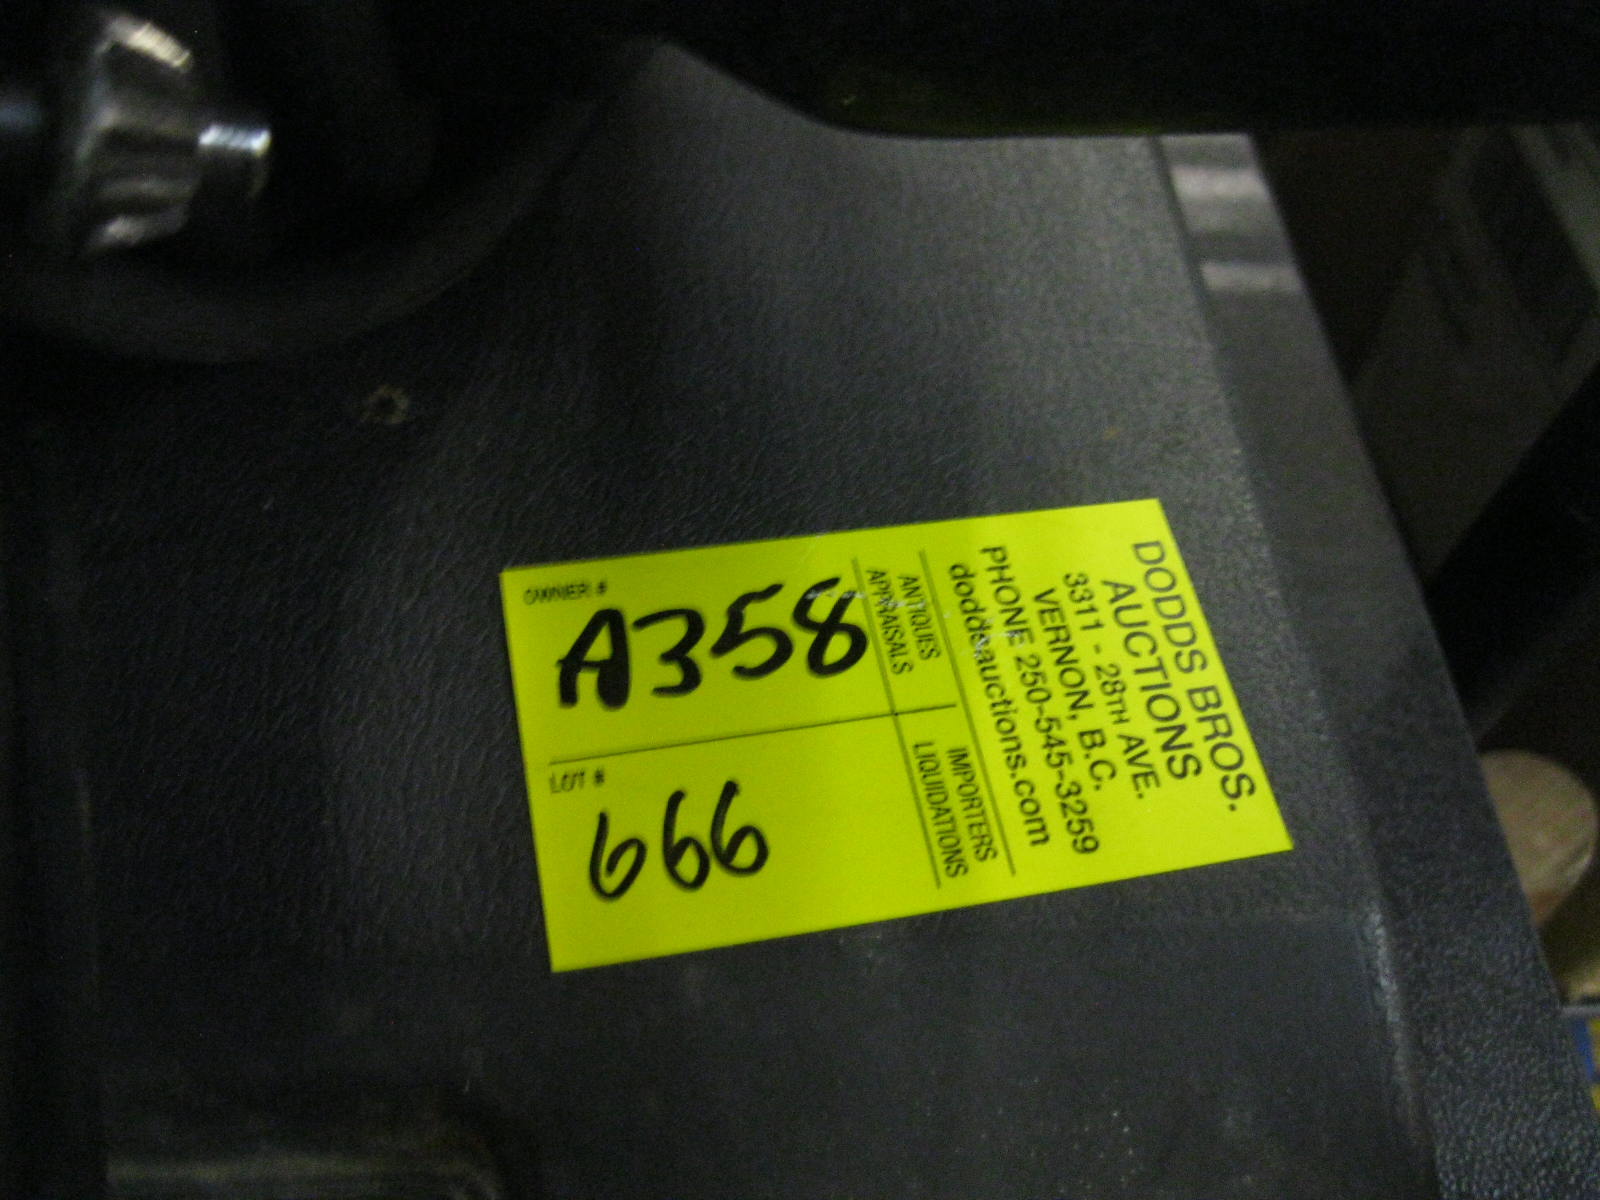 DODDS BROS.
AUCTIONS
3311 - 28TH AVE.
VERNON, B.C.
PHONE 250-545-3259
doddsauctions.com
ANTIQUES
APPRAISALS
IMPORTERS
LIQUIDATIONS
OWNER #
A358
LOT #
666